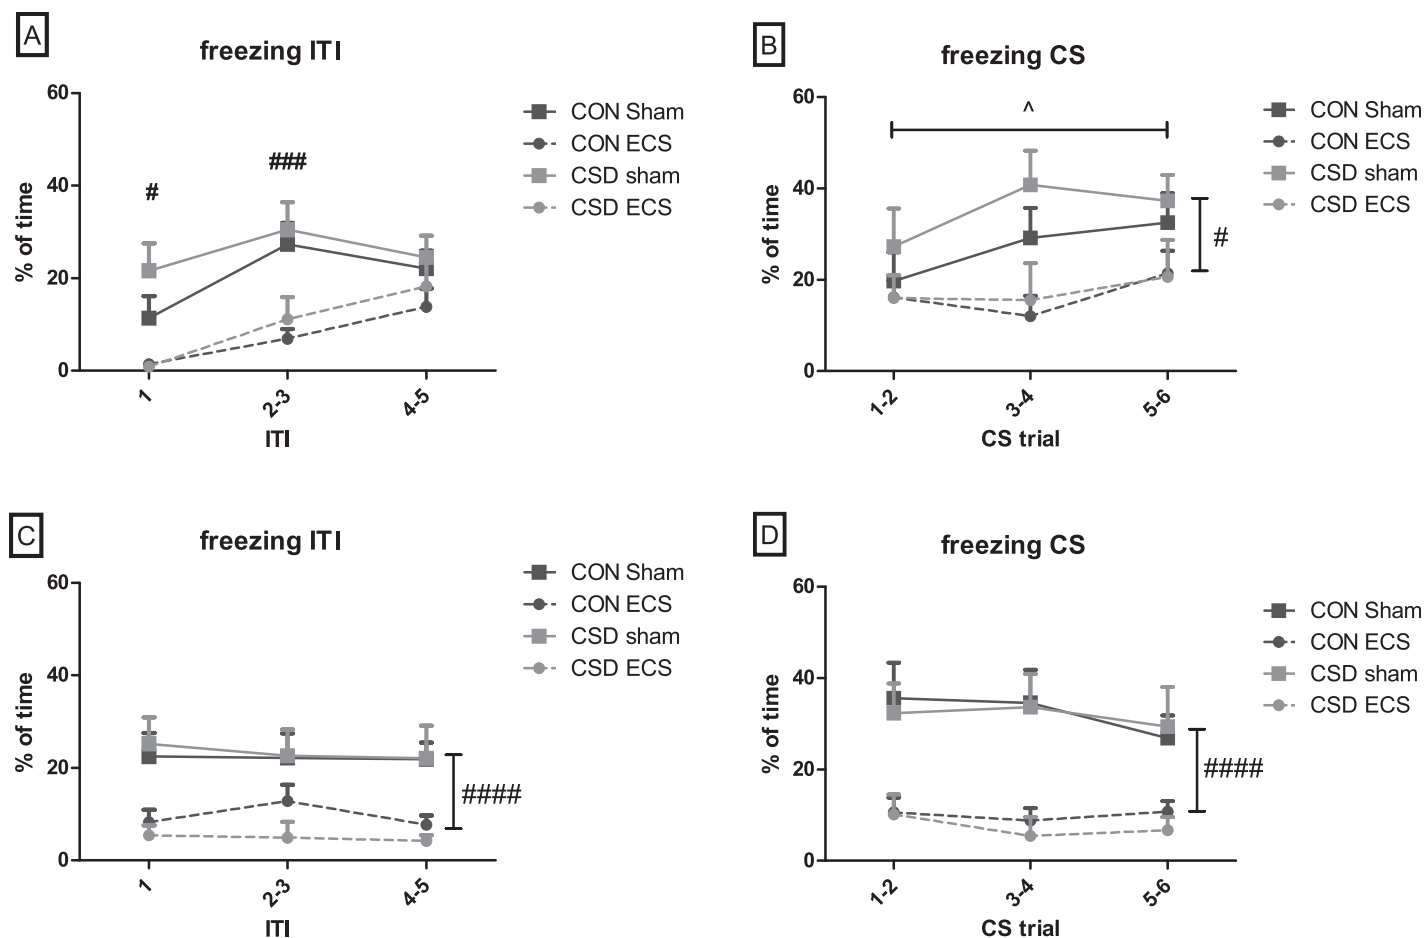 A
freezing ITI
60
40
20
0
% of time
#
###
1
2-3
4-5
ITI
CON Sham
CON ECS
CSD sham
CSD ECS
B
freezing CS
60
40
20
0
% of time
^
#
1-2
3-4
5-6
CS trial
CON Sham
CON ECS
CSD sham
CSD ECS
C
freezing ITI
60
40
20
0
% of time
####
1
2-3
4-5
ITI
CON Sham
CON ECS
CSD sham
CSD ECS
D
freezing CS
60
40
20
0
% of time
####
1-2
3-4
5-6
CS trial
CON Sham
CON ECS
CSD sham
CSD ECS